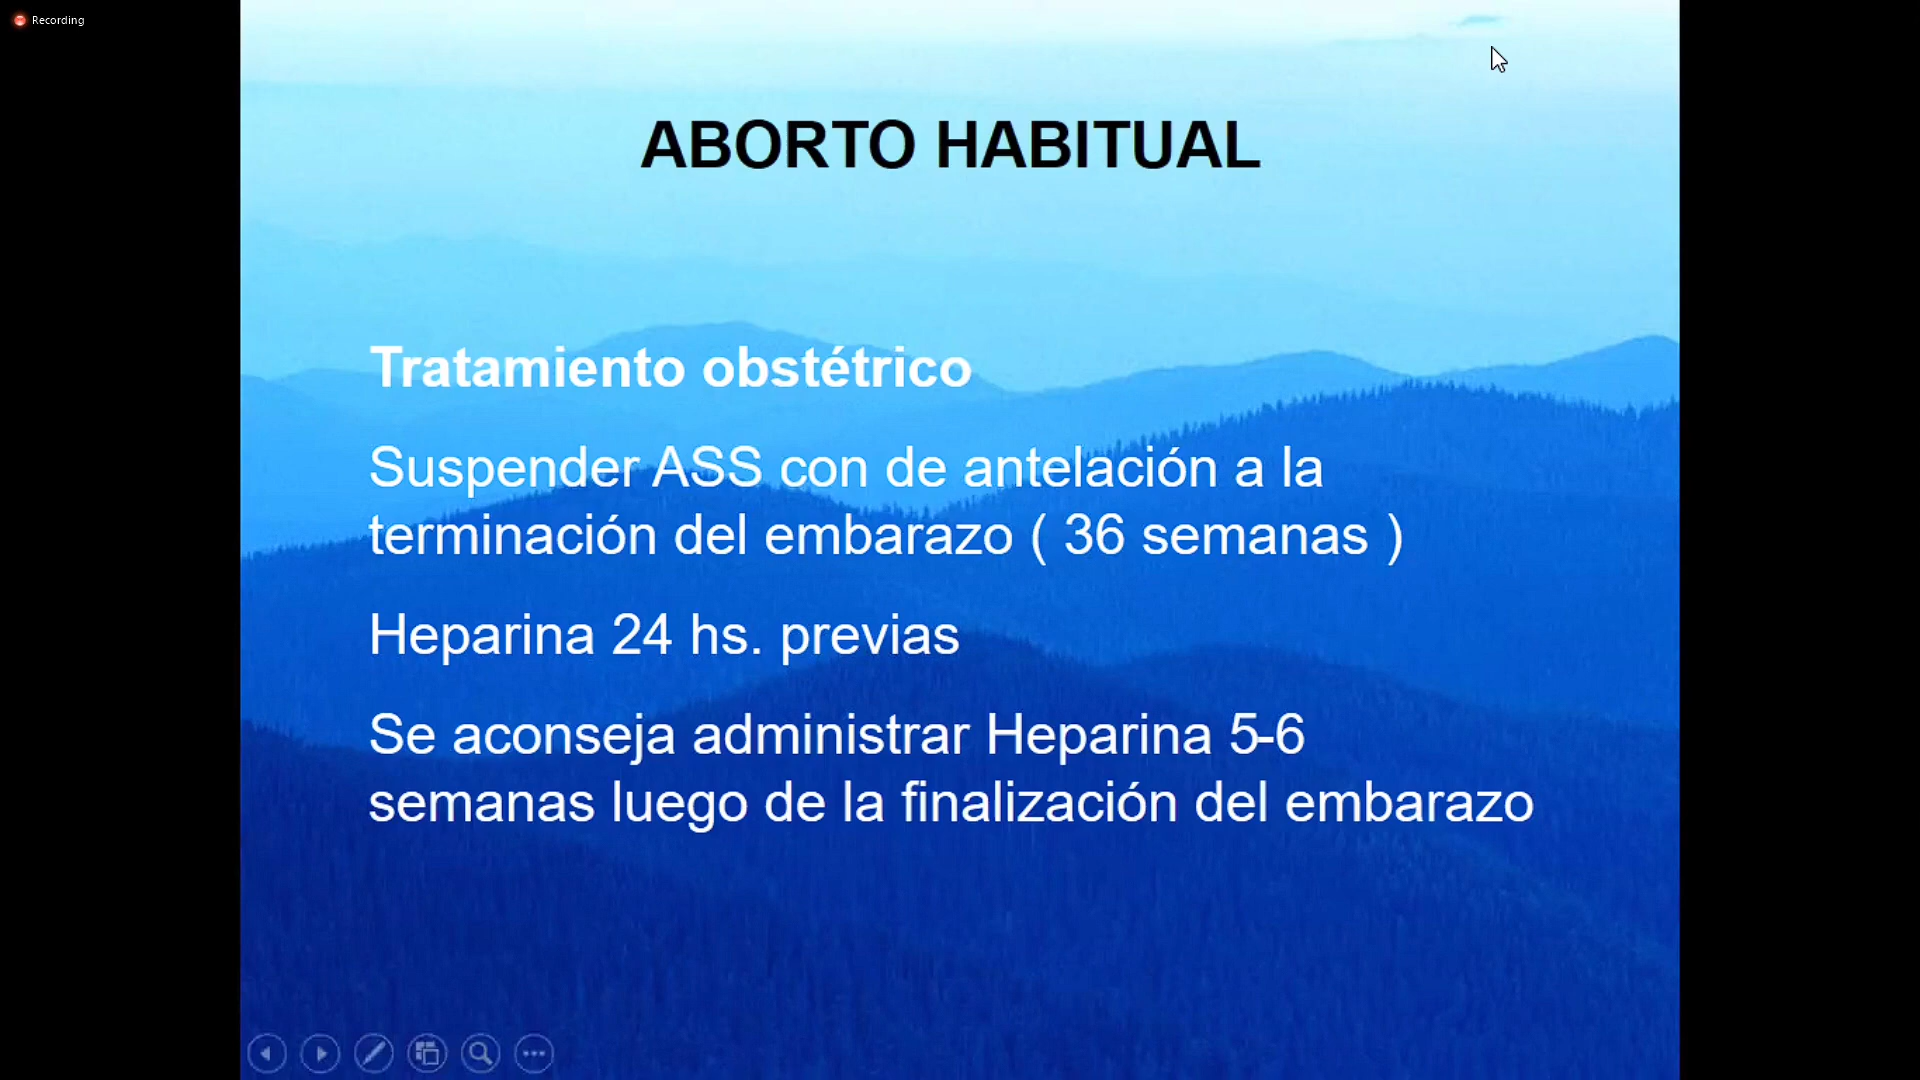 Recording
ABORTO HABITUAL
Tratamiento obstétrico
Suspender ASS con de antelación a la
terminación del embarazo ( 36 semanas )
Heparina 24 hs. previas
Se aconseja administrar Heparina 5-6
semanas luego de la finalización del embarazo